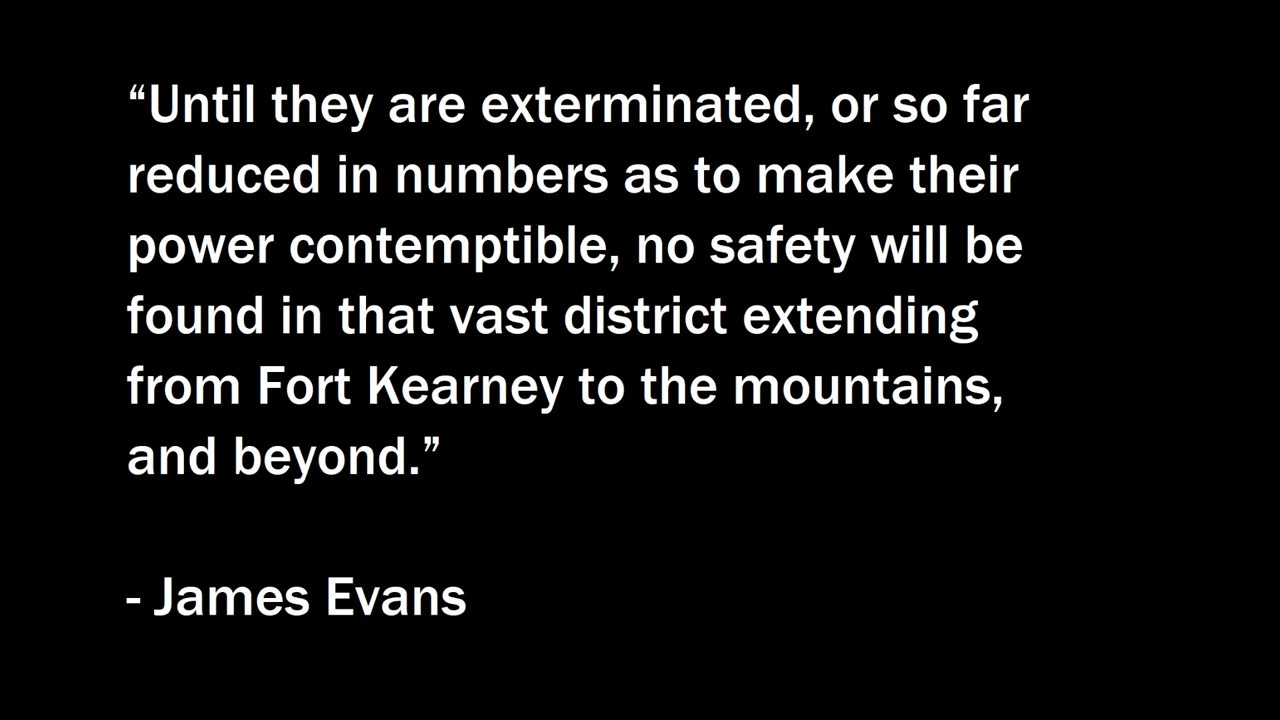 “Until they are exterminated, or so far
reduced in numbers as to make their
power contemptible, no safety will be
found in that vast district extending
from Fort Kearney to the mountains,
and beyond.”
- James Evans